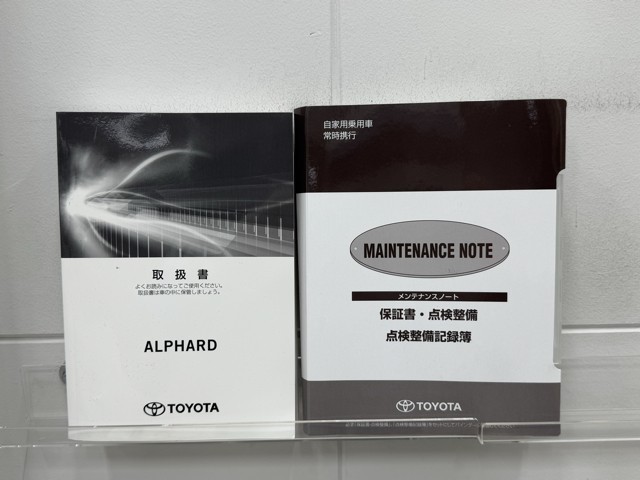 取扱書
よくお読みになってご使用ください。
取扱書は車の中に保管しましょう。
ALPHARD
TOYOTA
自家用乗用車
常時携行
MAINTENANCE NOTE
メンテナンスノート
保証書・点検整備
点検整備記録簿
TOYOTA